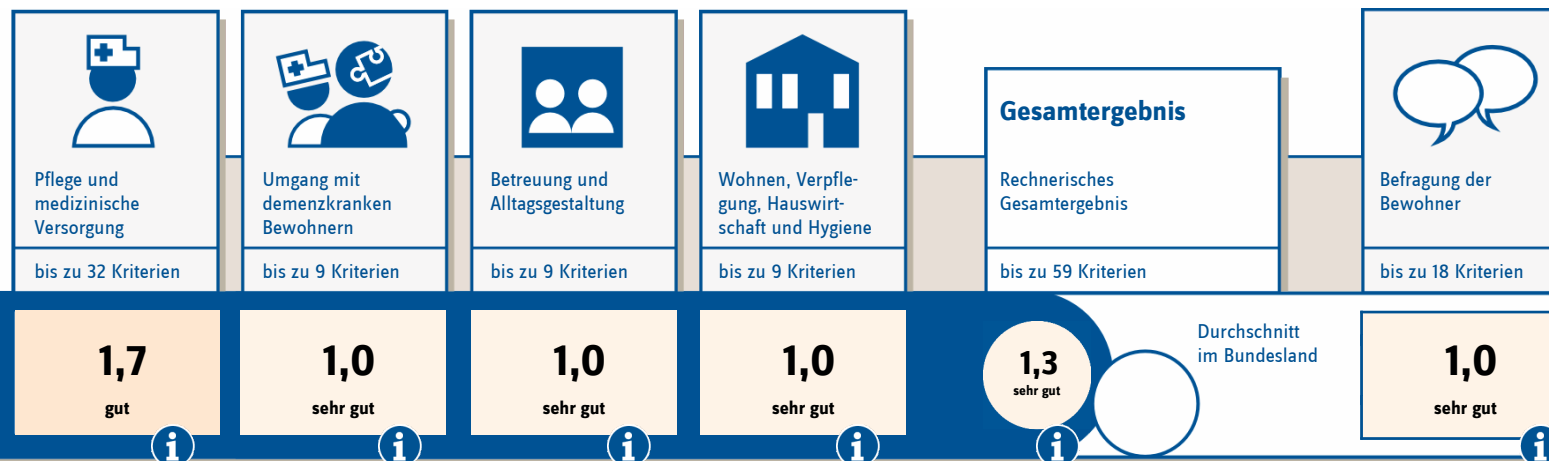 Pflege und
medizinische
Versorgung
bis zu 32 Kriterien
1,7
gut
i
Umgang mit
demenzkranken
Bewohnern
bis zu 9 Kriterien
1,0
sehr gut
i
Betreuung und
Alltagsgestaltung
bis zu 9 Kriterien
1,0
sehr gut
i
Wohnen, Verpfle-
gung, Hauswirt-
schaft und Hygiene
bis zu 9 Kriterien
1,0
sehr gut
i
Gesamtergebnis
Rechnerisches
Gesamtergebnis
bis zu 59 Kriterien
1,3
sehr gut
i
Durchschnitt
im Bundesland
Befragung der
Bewohner
bis zu 18 Kriterien
1,0
sehr gut
i